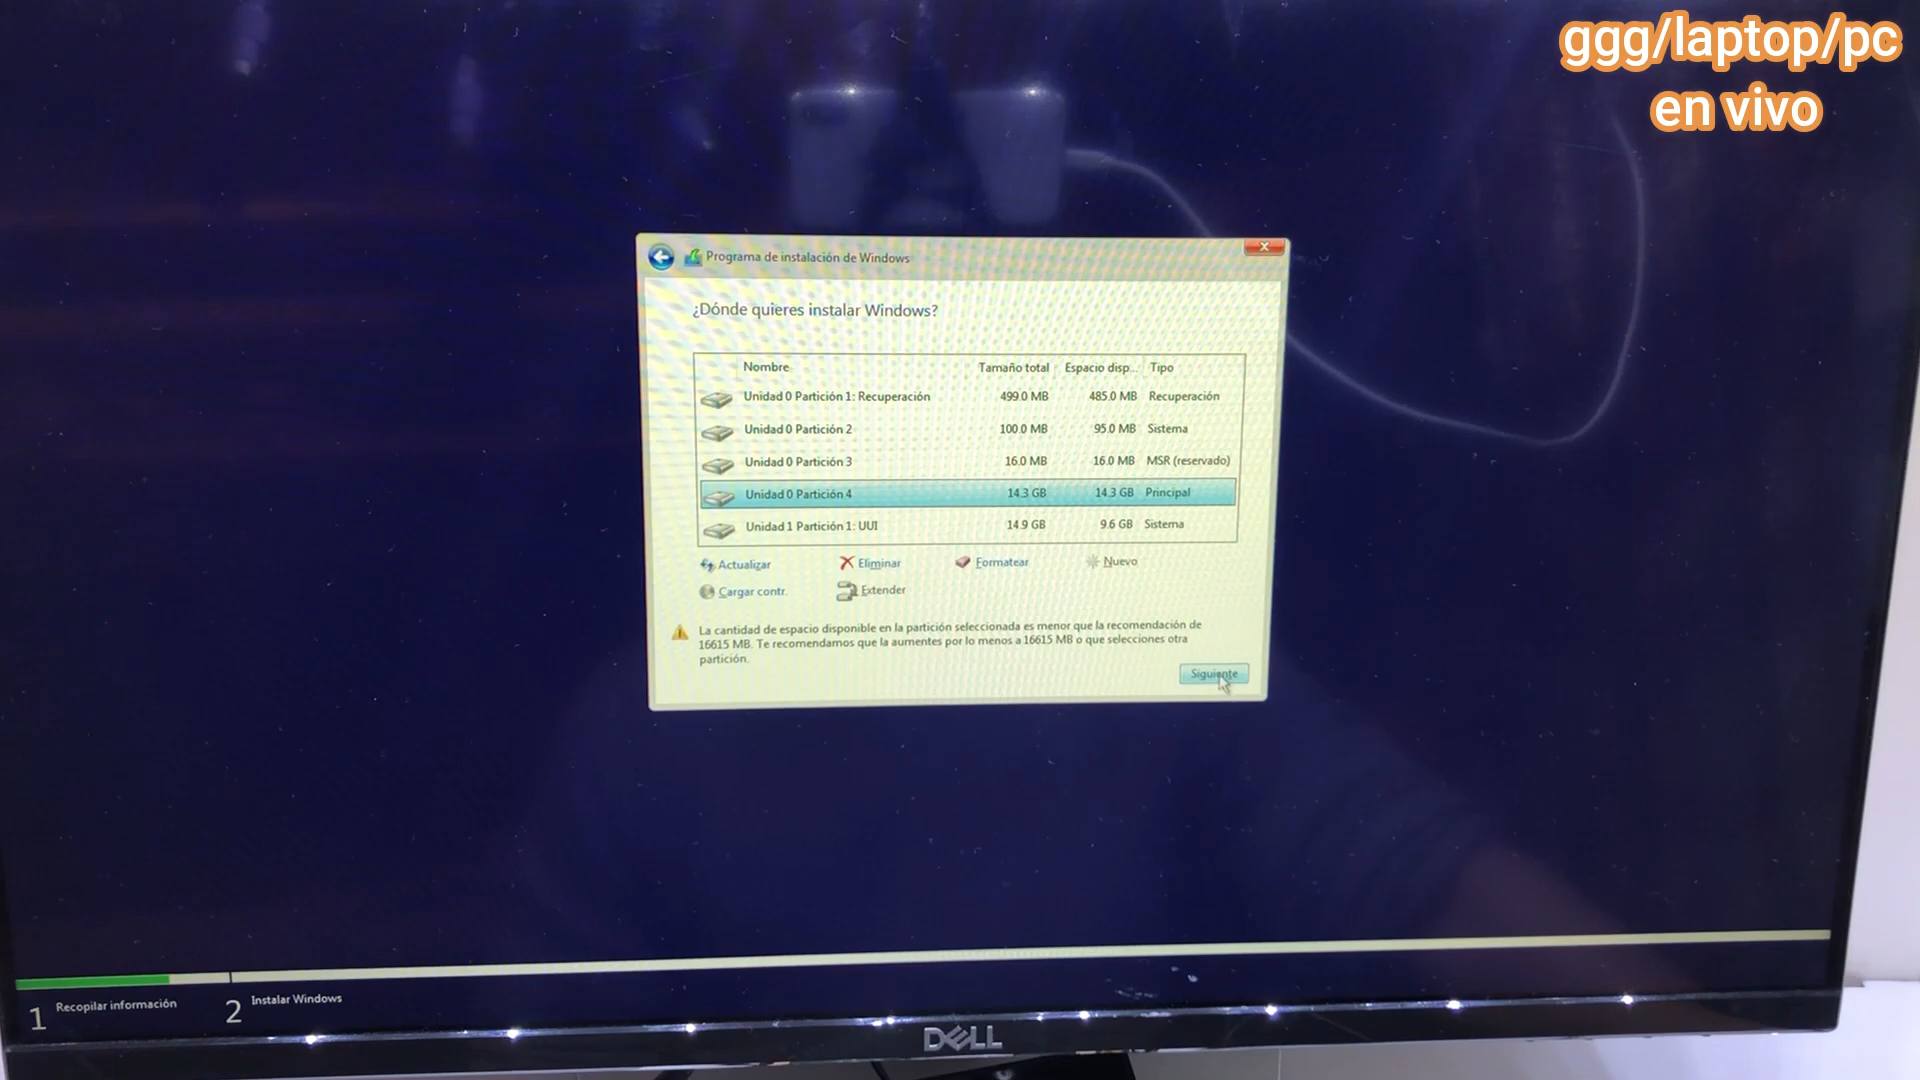 ggg/laptop/pc
en vivo
Programa de instalación de Windows
¿Dónde quieres instalar Windows?
Nombre Tamaño total Espacio disp... Tipo
Unidad 0 Partición 1: Recuperación 499.0 MB 485.0 MB Recuperación
Unidad 0 Partición 2 100.0 MB 95.0 MB Sistema
Unidad 0 Partición 3 16.0 MB 16.0 MB MSR (reservado)
Unidad 0 Partición 4 14.3 GB 14.3 GB Principal
Unidad 1 Partición 1: UUI 14.9 GB 9.6 GB Sistema
Actualizar Eliminar Formatear Nuevo
Cargar contr. Extender
La cantidad de espacio disponible en la partición seleccionada es menor que la recomendación de
16615 MB. Te recomendamos que la aumentes por lo menos a 16615 MB o que selecciones otra
partición.
Siguiente
1 Recopilar información 2 Instalar Windows
DELL